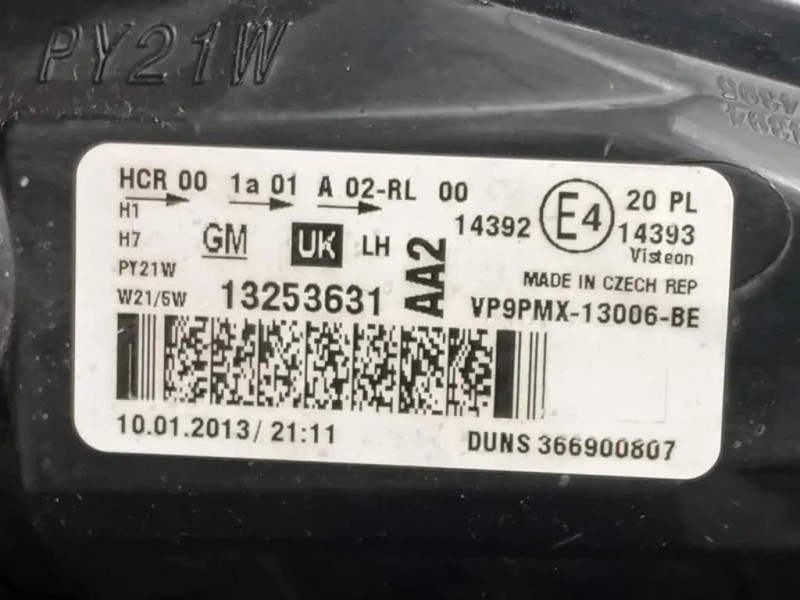 PY21W
HCR 00 1a 01 A 02-RL 00
H1
H7
PY21W
W21/5W
GM UK LH
AA2
13253631
14392 E4 20 PL
14393
Visteon
MADE IN CZECH REP
VP9PMX-13006-BE
10.01.2013/ 21:11
DUNS 366900807